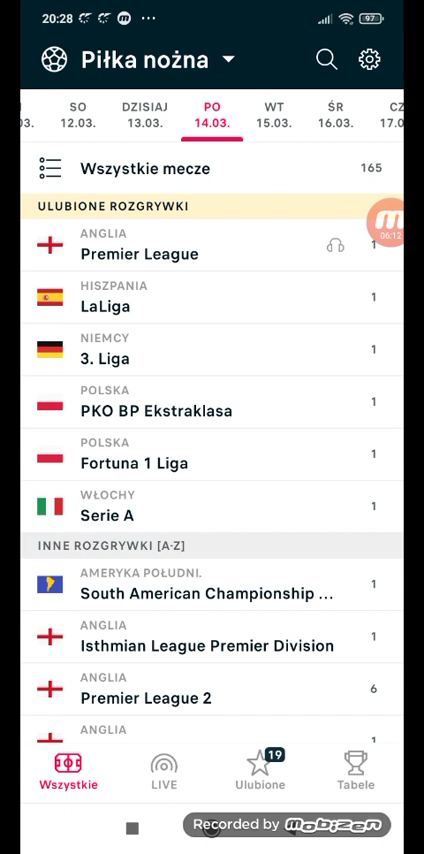 20:28 ... 97
Piłka nożna
SO DZISIAJ PO WT ŚR CZ
03. 12.03. 13.03. 14.03. 15.03. 16.03. 17.0
Wszystkie mecze 165
ULUBIONE ROZGRYWKI
06:12
ANGLIA
Premier League 1
HISZPANIA
LaLiga 1
NIEMCY
3. Liga 1
POLSKA
PKO BP Ekstraklasa 1
POLSKA
Fortuna 1 Liga 1
WŁOCHY
Serie A 1
INNE ROZGRYWKI [A-Z]
AMERYKA POŁUDNI.
South American Championship ... 1
ANGLIA
Isthmian League Premier Division 1
ANGLIA
Premier League 2 6
ANGLIA
1
19
Wszystkie LIVE Ulubione Tabele
Recorded by mobizen